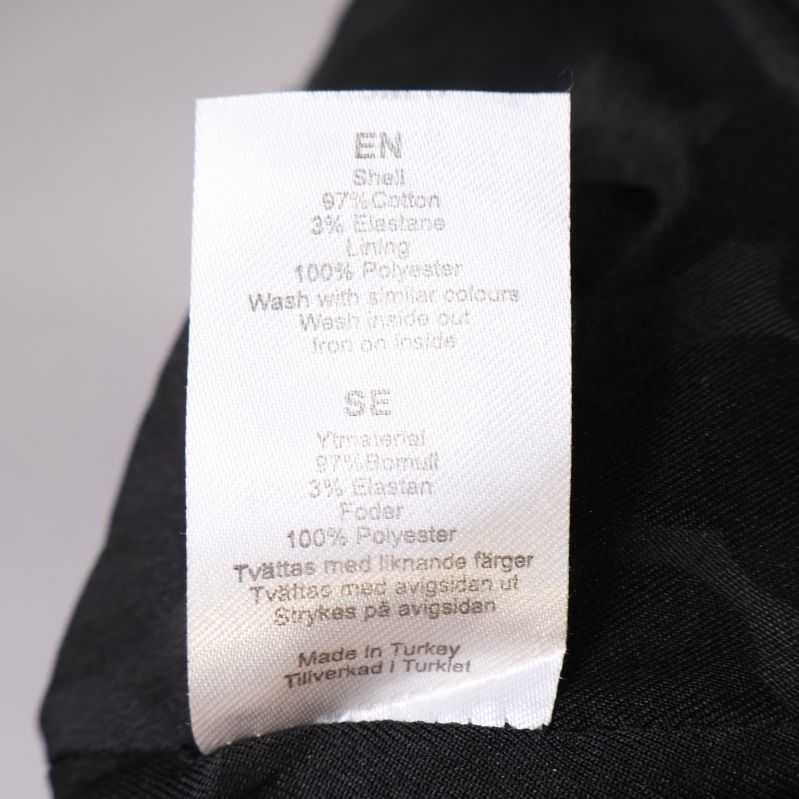 EN
Shell
97%Cotton
3% Elastane
Lining
100% Polyester
Wash with similar colours
Wash inside out
Iron on inside
SE
Ytmaterial
97%Bomull
3% Elastan
Foder
100% Polyester
Tvättas med liknande färger
Tvättas med avigsidan ut
Strykes på avigsidan
Made in Turkey
Tillverkad i Turkiet